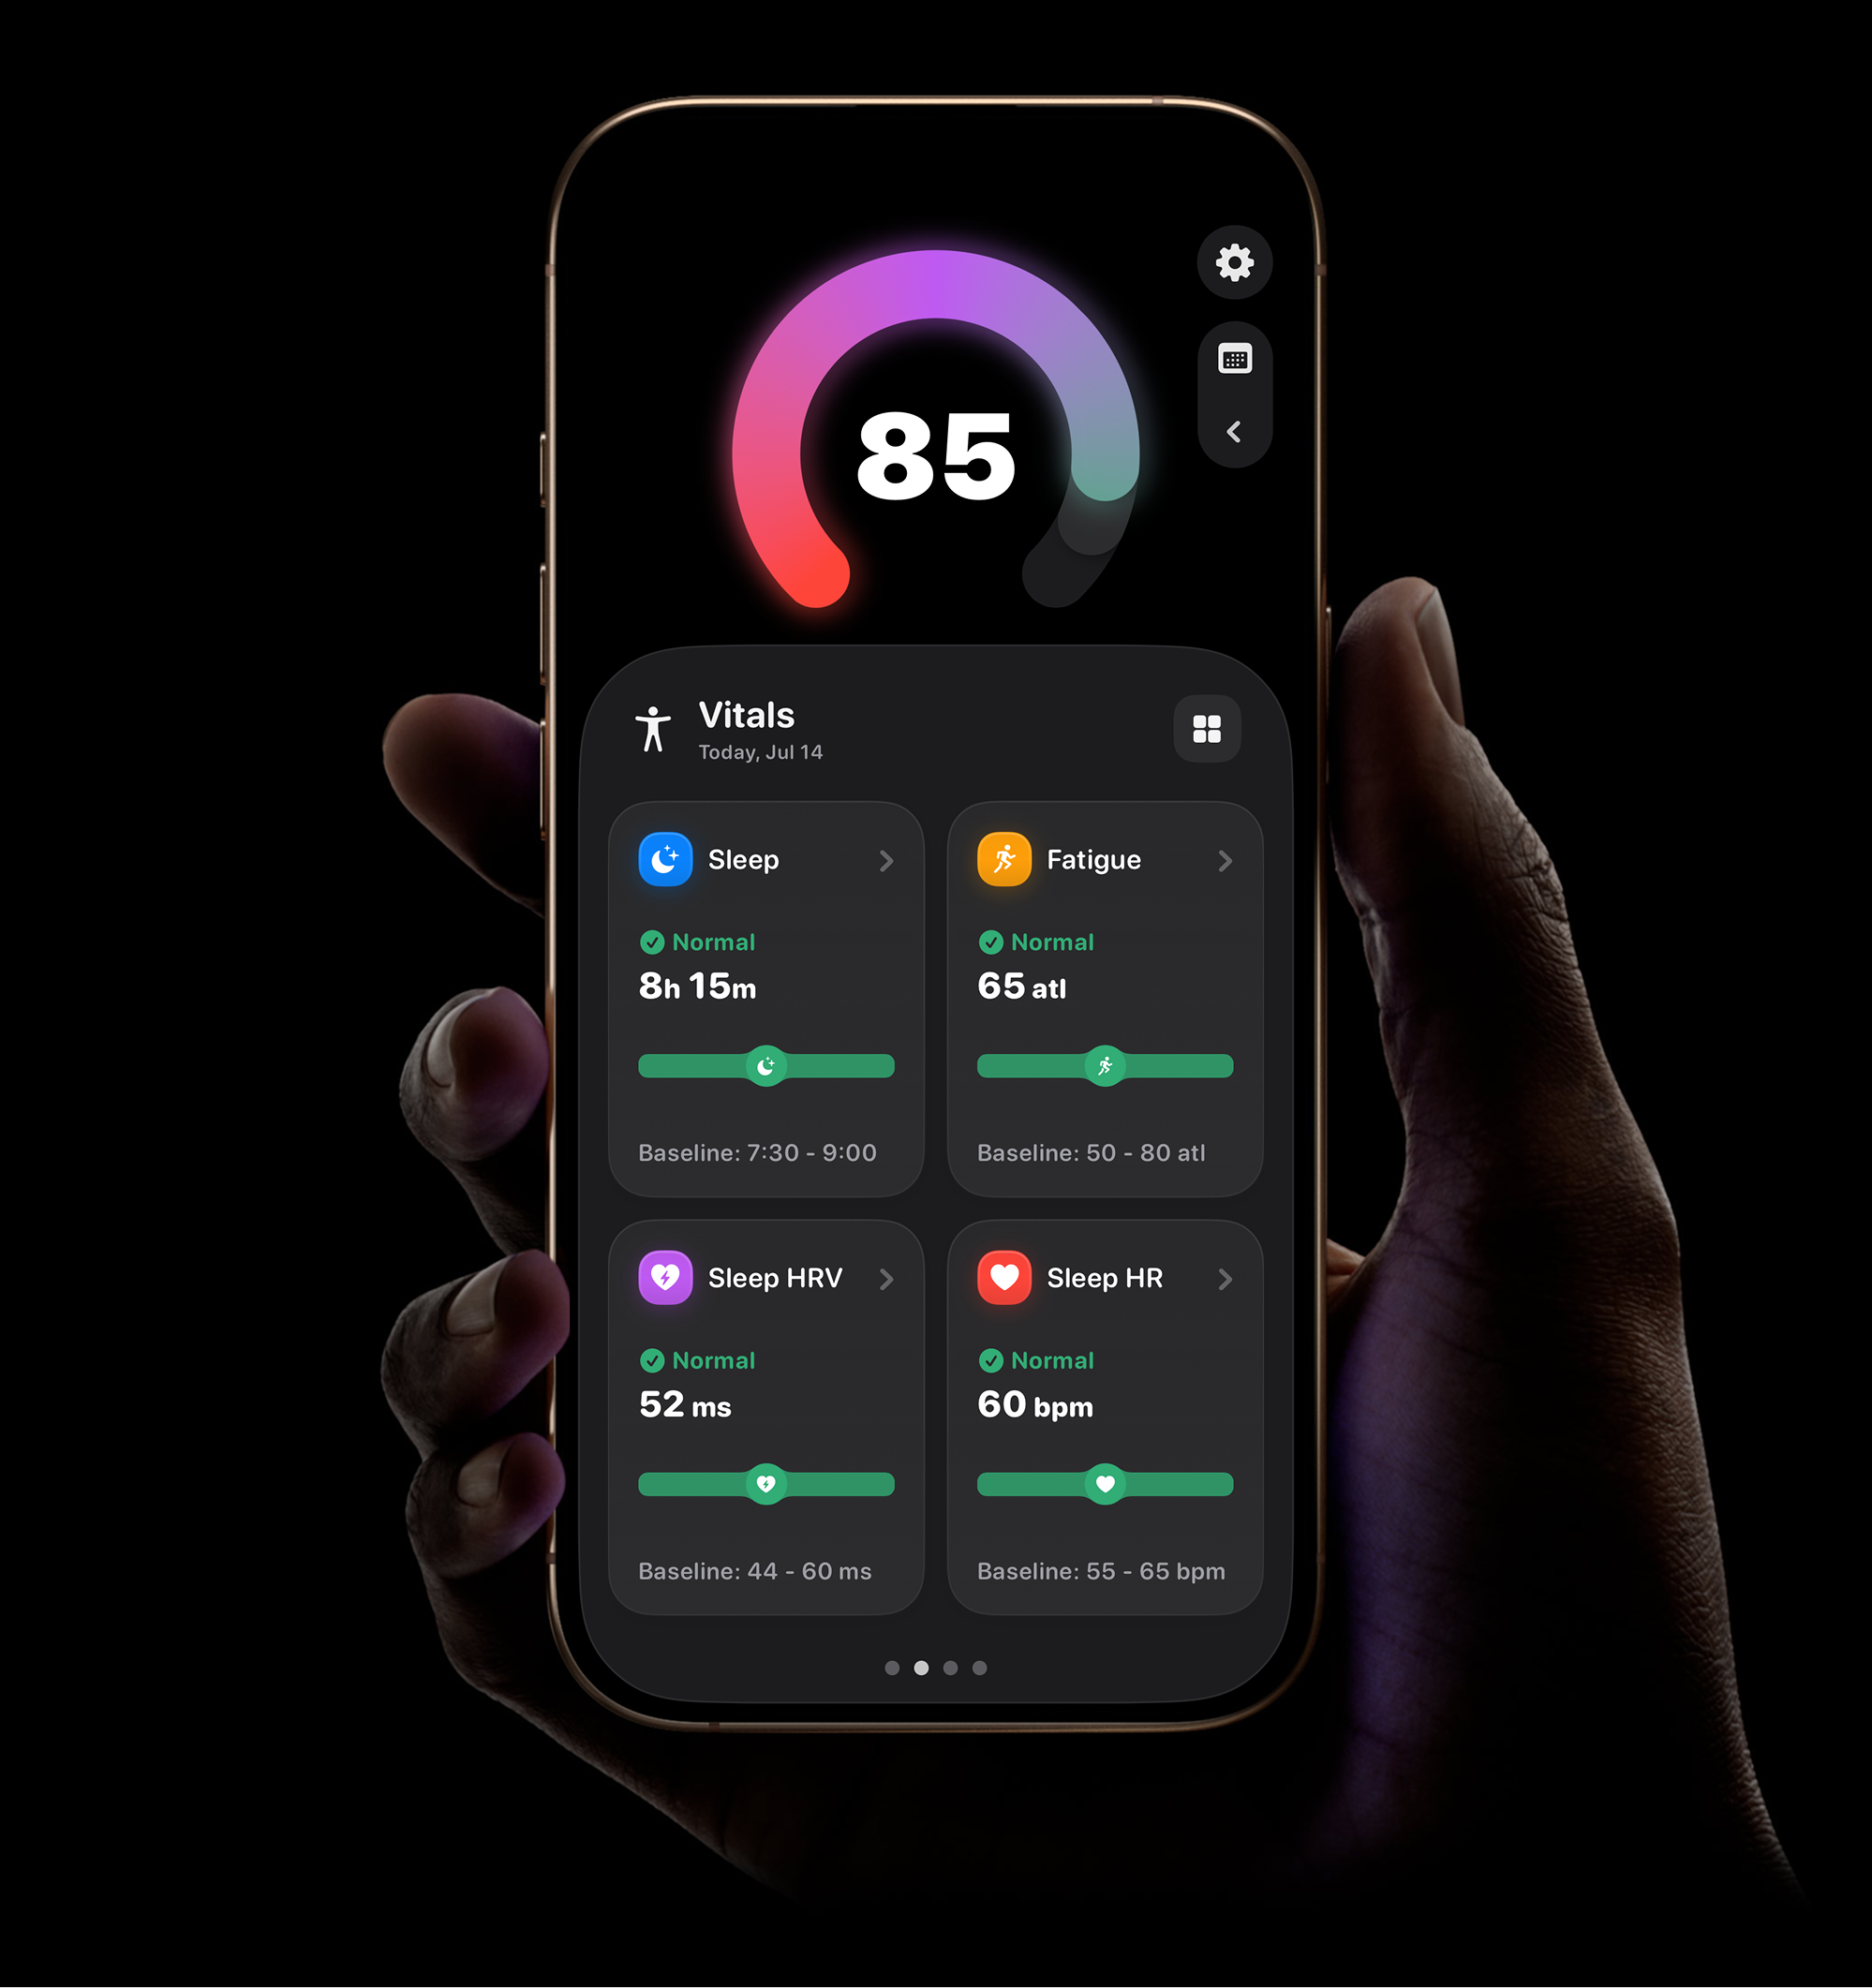 85
Vitals
Today, Jul 14
Sleep
Normal
8h 15m
Baseline: 7:30 - 9:00
Fatigue
Normal
65 atl
Baseline: 50 - 80 atl
Sleep HRV
Normal
52 ms
Baseline: 44 - 60 ms
Sleep HR
Normal
60 bpm
Baseline: 55 - 65 bpm